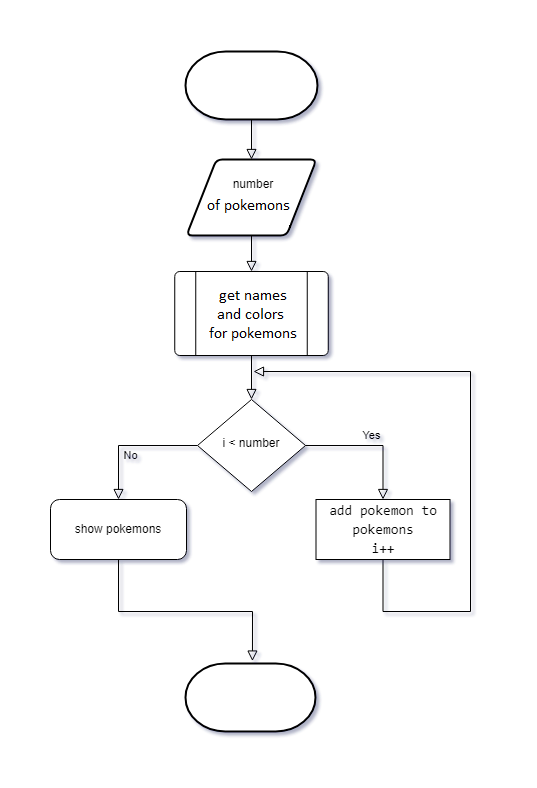 number
of pokemons
get names
and colors
for pokemons
i < number
Yes
No
add pokemon to
pokemons
i++
show pokemons